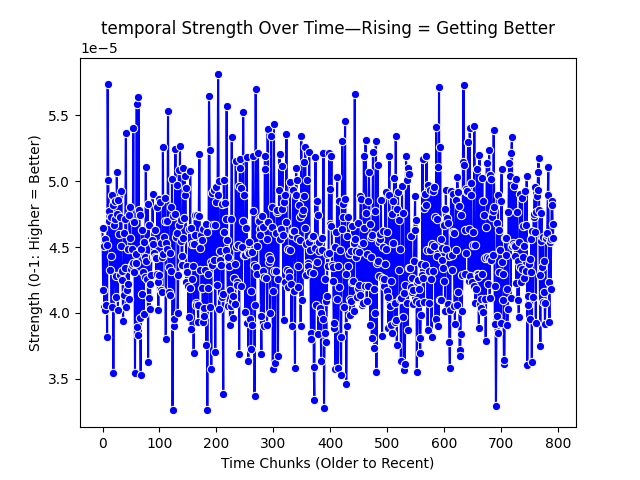 temporal Strength Over Time—Rising = Getting Better
1e−5
5.5
5.0
4.5
4.0
3.5
Strength (0-1: Higher = Better)
0 100 200 300 400 500 600 700 800
Time Chunks (Older to Recent)